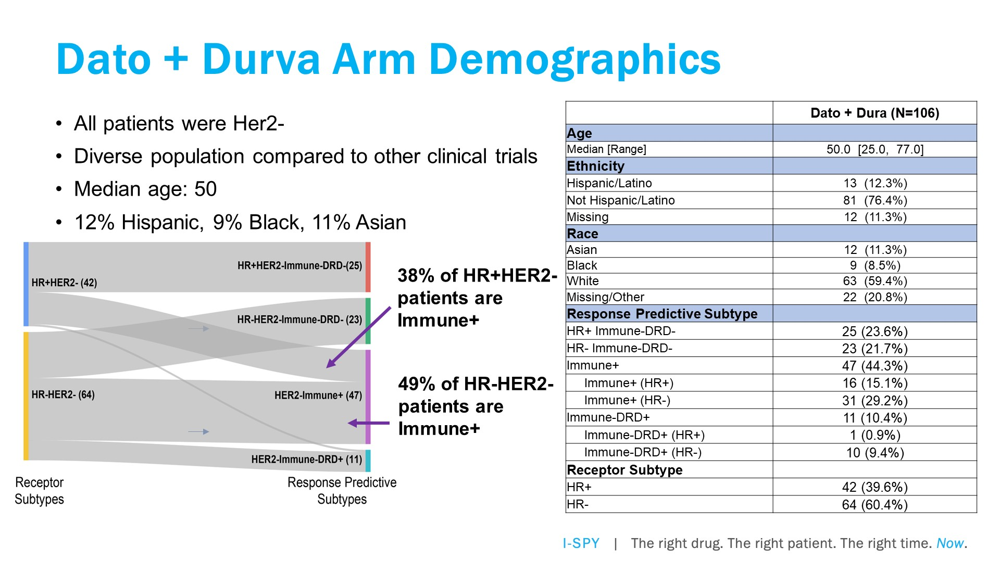 Dato + Durva Arm Demographics
• All patients were Her2-
• Diverse population compared to other clinical trials
• Median age: 50
• 12% Hispanic, 9% Black, 11% Asian
HR+HER2- (42)
HR-HER2- (64)
HR+HER2-Immune-DRD-(25)
HR-HER2-Immune-DRD- (23)
HER2-Immune+ (47)
HER2-Immune-DRD+ (11)
Receptor
Subtypes
Response Predictive
Subtypes
38% of HR+HER2-
patients are
Immune+
49% of HR-HER2-
patients are
Immune+
Dato + Dura (N=106)
Age
Median [Range] 50.0 [25.0, 77.0]
Ethnicity
Hispanic/Latino 13 (12.3%)
Not Hispanic/Latino 81 (76.4%)
Missing 12 (11.3%)
Race
Asian 12 (11.3%)
Black 9 (8.5%)
White 63 (59.4%)
Missing/Other 22 (20.8%)
Response Predictive Subtype
HR+ Immune-DRD- 25 (23.6%)
HR- Immune-DRD- 23 (21.7%)
Immune+ 47 (44.3%)
Immune+ (HR+) 16 (15.1%)
Immune+ (HR-) 31 (29.2%)
Immune-DRD+ 11 (10.4%)
Immune-DRD+ (HR+) 1 (0.9%)
Immune-DRD+ (HR-) 10 (9.4%)
Receptor Subtype
HR+ 42 (39.6%)
HR- 64 (60.4%)
I-SPY | The right drug. The right patient. The right time. Now.